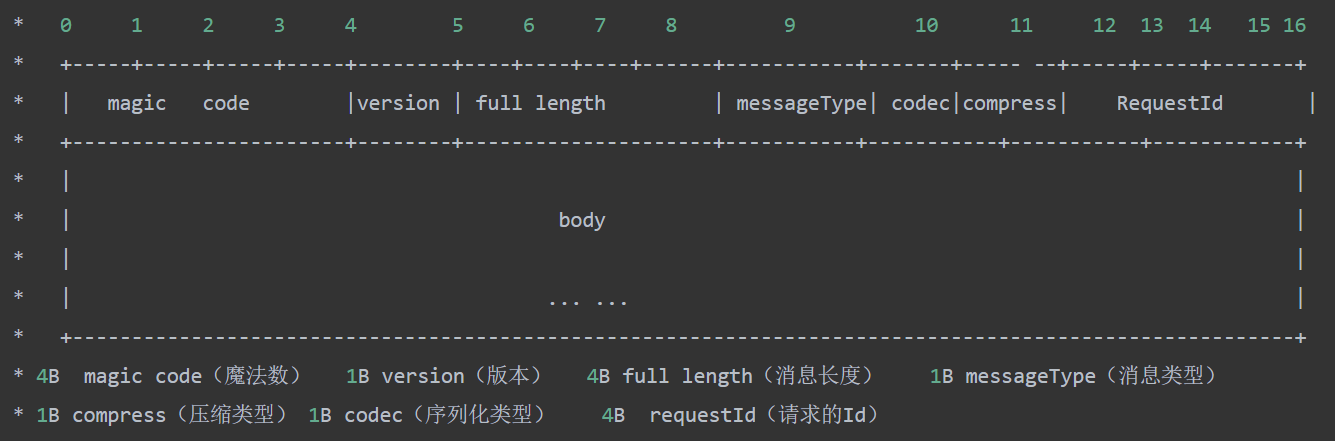 *   0     1     2     3     4        5     6     7     8         9          10      11     12  13  14   15 16
*   +-----+-----+-----+-----+--------+----+----+----+------+-----------+-------+----- --+-----+-----+-------+
*   |   magic   code        |version | full length         | messageType| codec|compress|    RequestId       |
*   +-----------------------+--------+---------------------+-----------+-----------+-----------+------------+
*   |                                                                                                       |
*   |                                         body                                                          |
*   |                                                                                                       |
*   |                                        ... ...                                                        |
*   +-------------------------------------------------------------------------------------------------------+
* 4B  magic code（魔法数）   1B version（版本）   4B full length（消息长度）    1B messageType（消息类型）
* 1B compress（压缩类型） 1B codec（序列化类型）    4B  requestId（请求的Id）